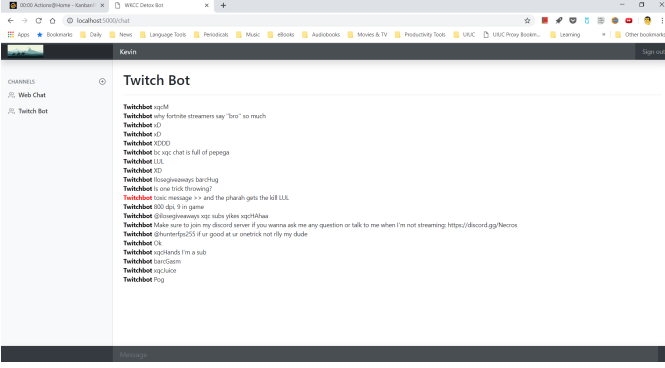 00:00 Actions@Home - Kanban
WKCC Detox Bot
localhost:5000/chat
Apps Bookmarks Daily News Language Tools Periodicals Music eBooks Audiobooks Movies & TV Productivity Tools UIUC UIUC Proxy Bookm... Learning » Other bookmarks
Kevin
Sign out
CHANNELS
Web Chat
Twitch Bot
Twitch Bot
Twitchbot xqcM
Twitchbot why fortnite streamers say "bro" so much
Twitchbot xD
Twitchbot xD
Twitchbot XDDD
Twitchbot bc xqc chat is full of pepega
Twitchbot LUL
Twitchbot XD
Twitchbot Ilosegiveaways barcHug
Twitchbot Is one trick throwing?
Twitchbot toxic message >> and the pharah gets the kill LUL
Twitchbot 800 dpi, 9 in game
Twitchbot @ilosegiveaways xqc subs yikes xqcHAhaa
Twitchbot Make sure to join my discord server if you wanna ask me any question or talk to me when I'm not streaming: https://discord.gg/Necros
Twitchbot @hunterfps255 if ur good at ur onetrick not rlly my dude
Twitchbot Ok
Twitchbot xqcHands I'm a sub
Twitchbot barcGasm
Twitchbot xqcJuice
Twitchbot Pog
Message